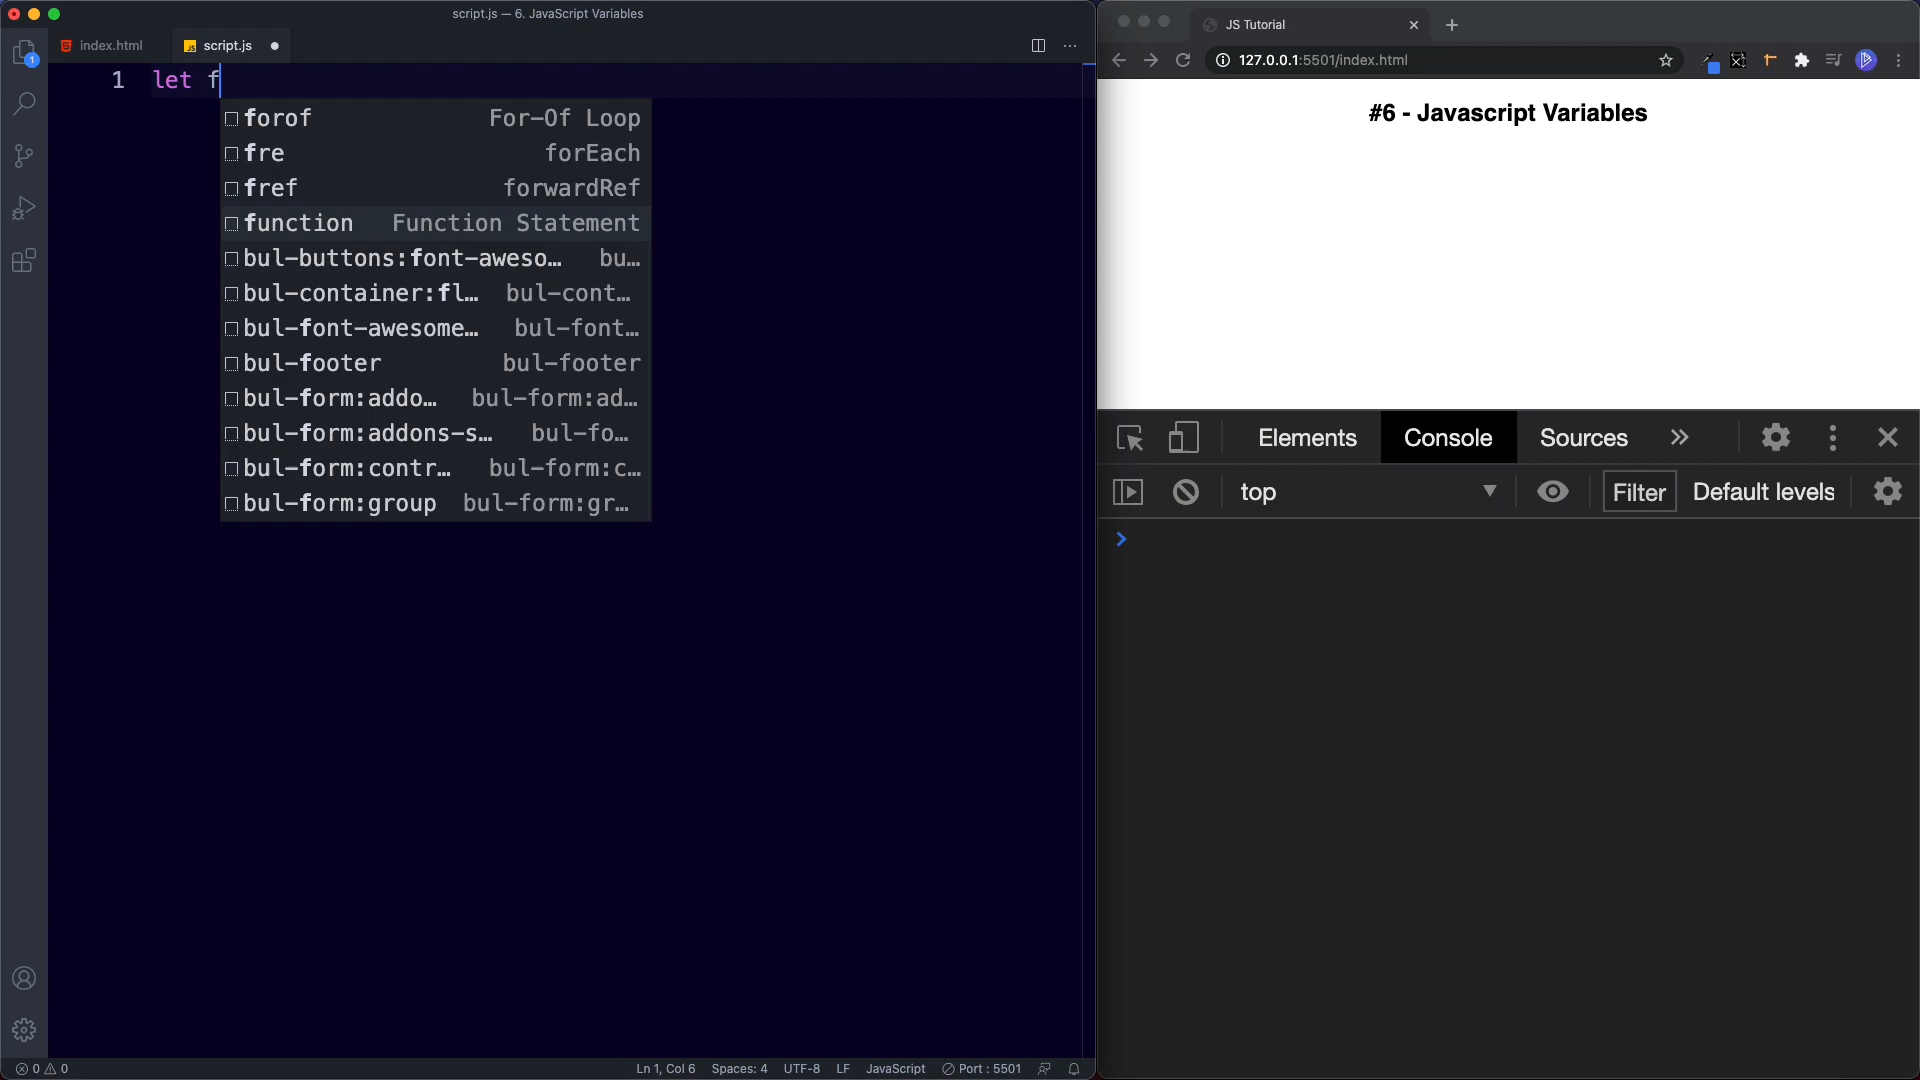 script.js — 6. JavaScript Variables
index.html
script.js
1
1 let f
forof For-Of Loop
fre forEach
fref forwardRef
function Function Statement
bul-buttons:font-aweso… bu…
bul-container:fl… bul-cont…
bul-font-awesome… bul-font…
bul-footer bul-footer
bul-form:addo… bul-form:ad…
bul-form:addons-s… bul-fo…
bul-form:contr… bul-form:c…
bul-form:group bul-form:gr…
0 0 Ln 1, Col 6 Spaces: 4 UTF-8 LF JavaScript Port : 5501
JS Tutorial
127.0.0.1:5501/index.html
#6 - Javascript Variables
Elements Console Sources
top Filter Default levels